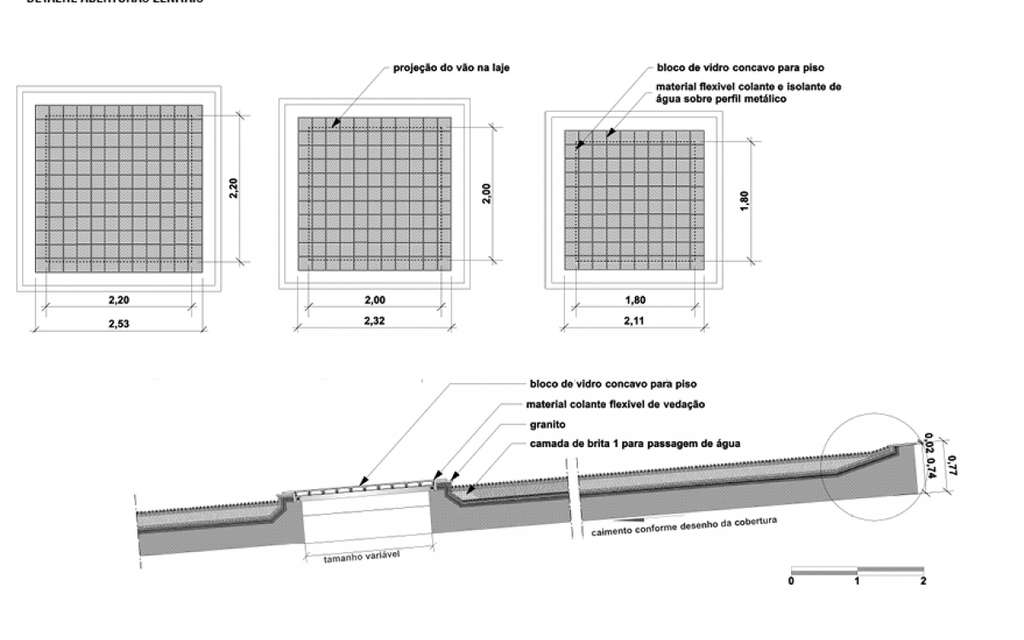 DETALHE ABERTURAS ZENITAIS
projeção do vão na laje
bloco de vidro concavo para piso
material flexivel colante e isolante de
água sobre perfil metálico
2,20
2,00
1,80
2,20
2,53
2,00
2,32
1,80
2,11
bloco de vidro concavo para piso
material colante flexivel de vedação
granito
camada de brita 1 para passagem de água
0,02
0,74
0,77
caimento conforme desenho da cobertura
tamanho variável
0 1 2